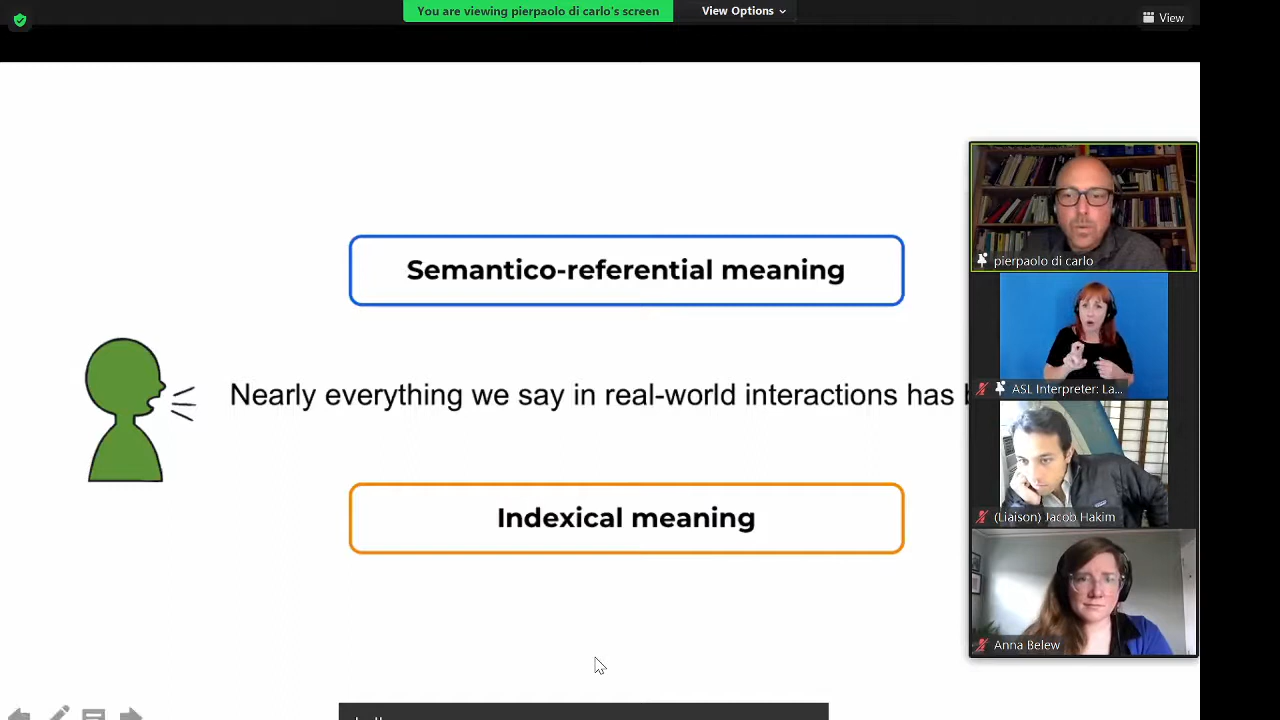 You are viewing pierpaolo di carlo's screen
View Options
View
Semantico-referential meaning
Nearly everything we say in real-world interactions has
Indexical meaning
pierpaolo di carlo
ASL Interpreter: La...
(Liaison) Jacob Hakim
Anna Belew